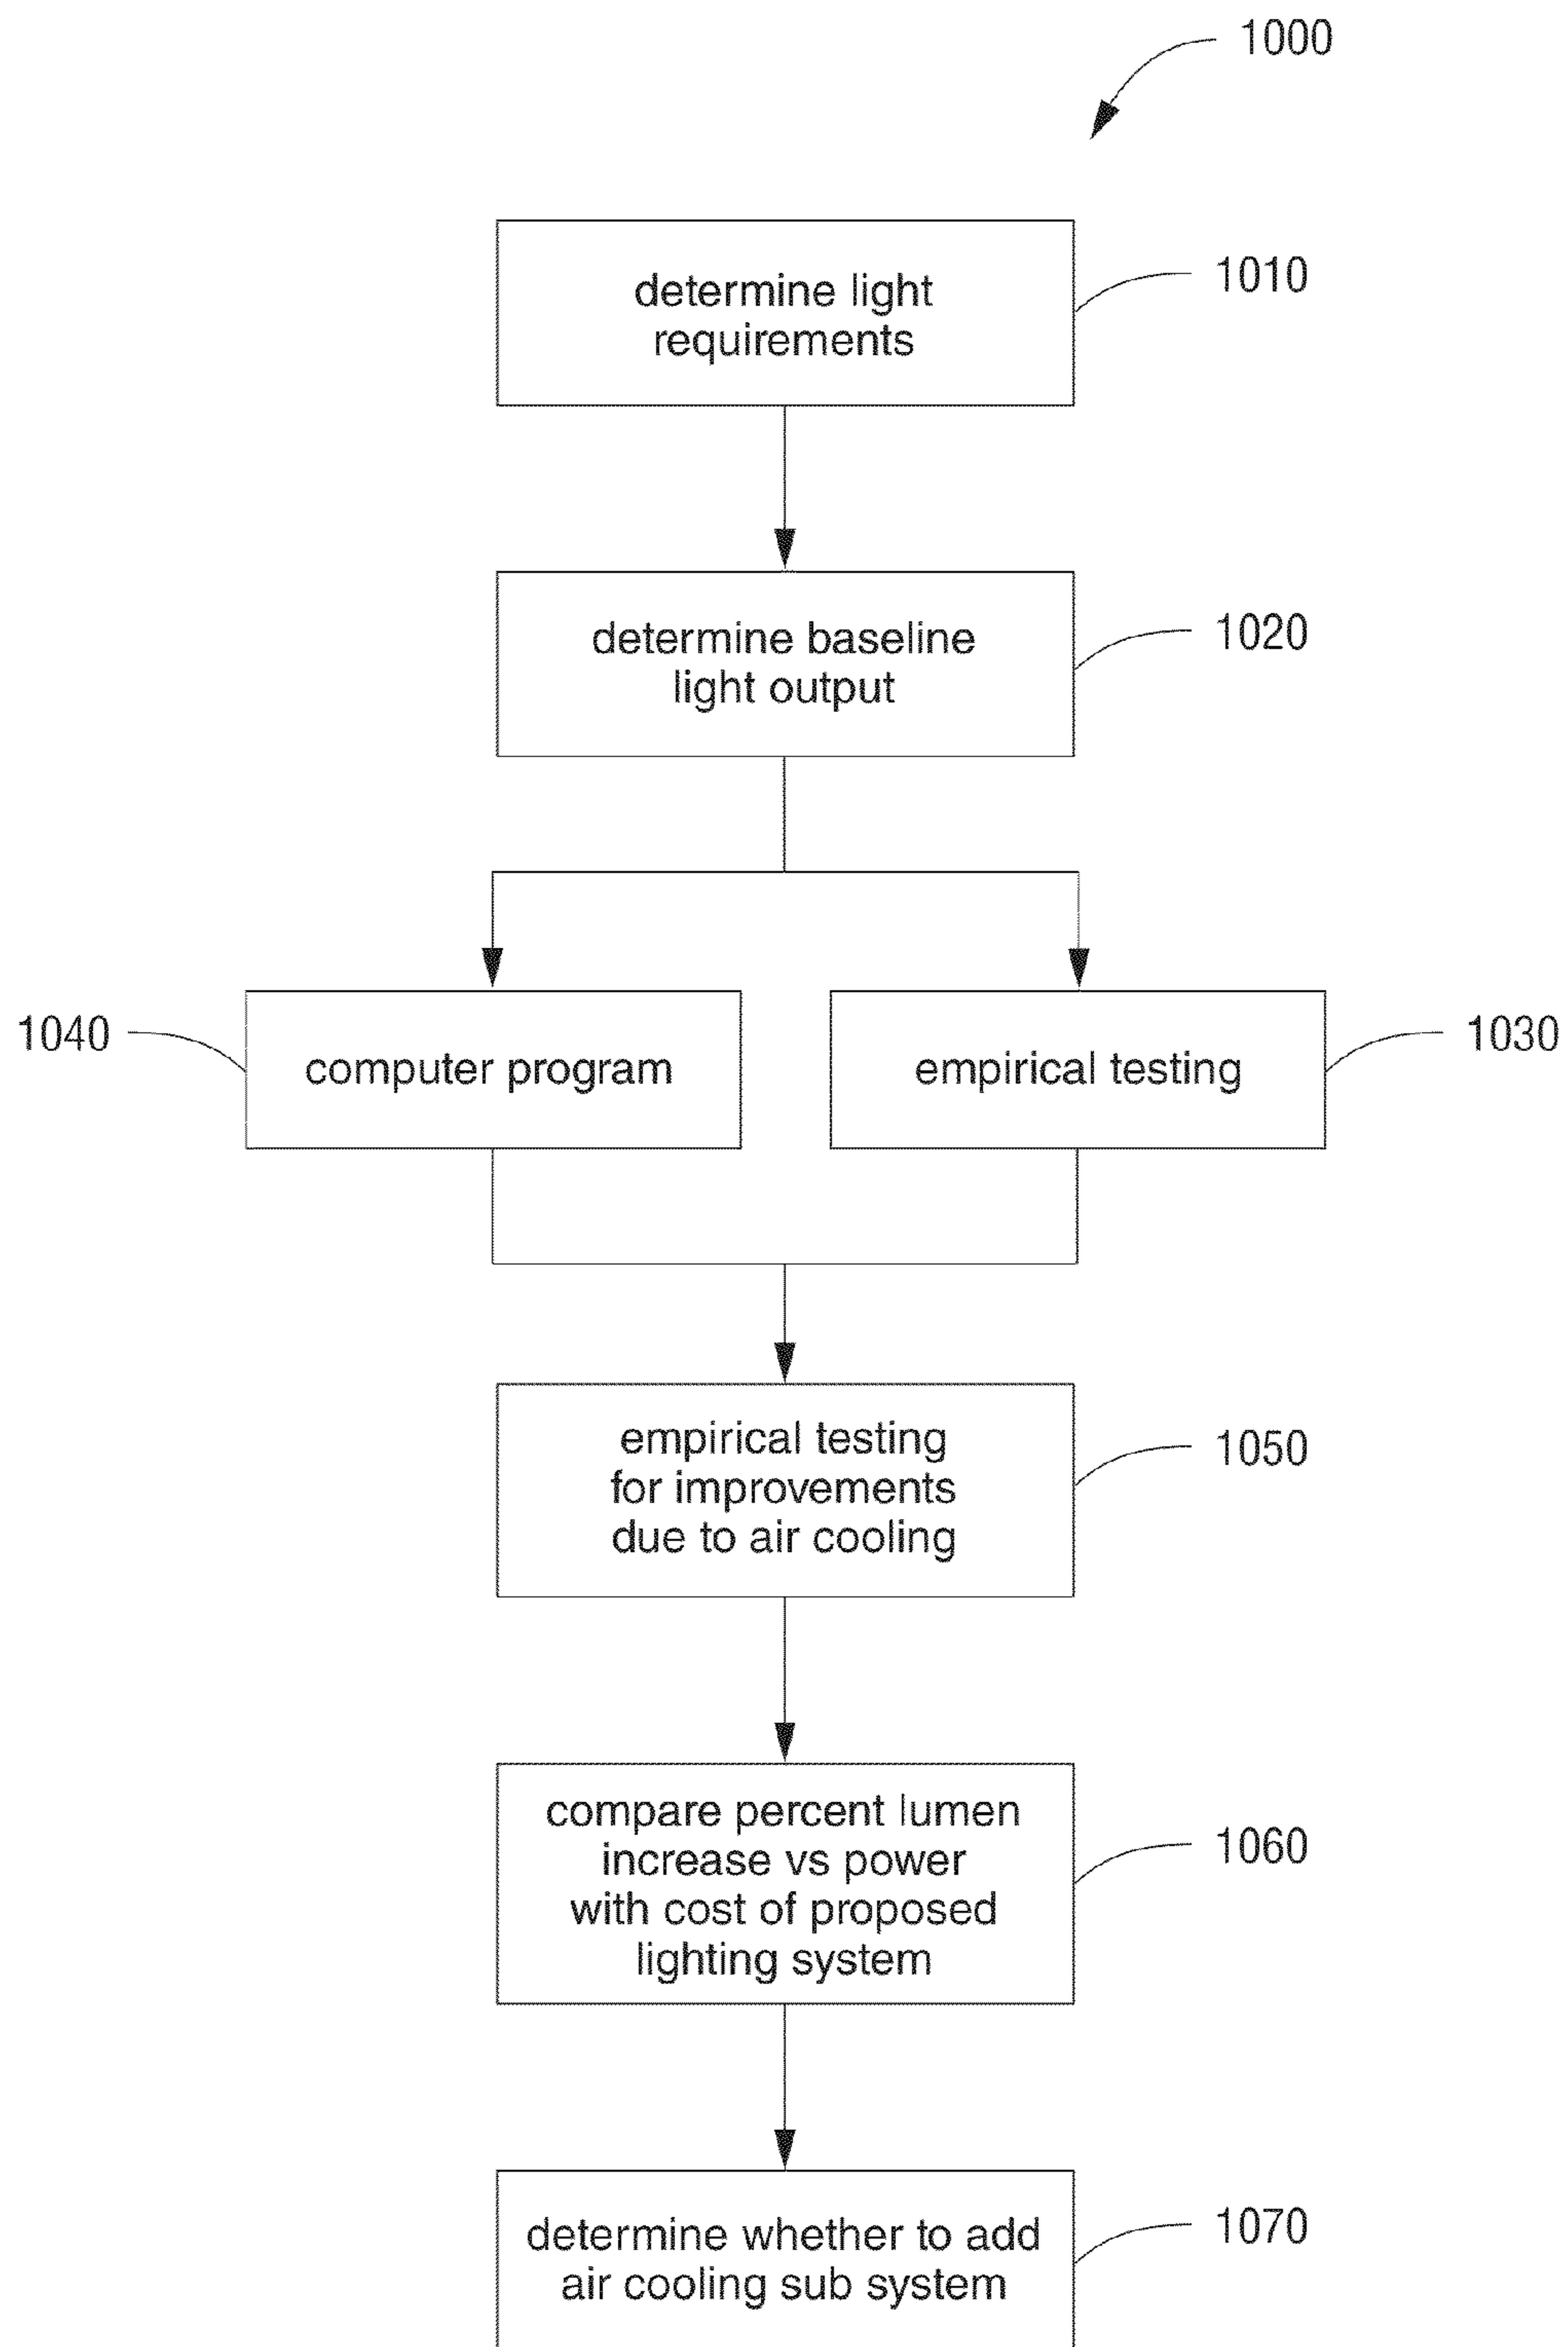 1000
determine light
requirements
1010
determine baseline
light output
1020
1040
computer program
empirical testing
1030
empirical testing
for improvements
due to air cooling
1050
compare percent lumen
increase vs power
with cost of proposed
lighting system
1060
determine whether to add
air cooling sub system
1070